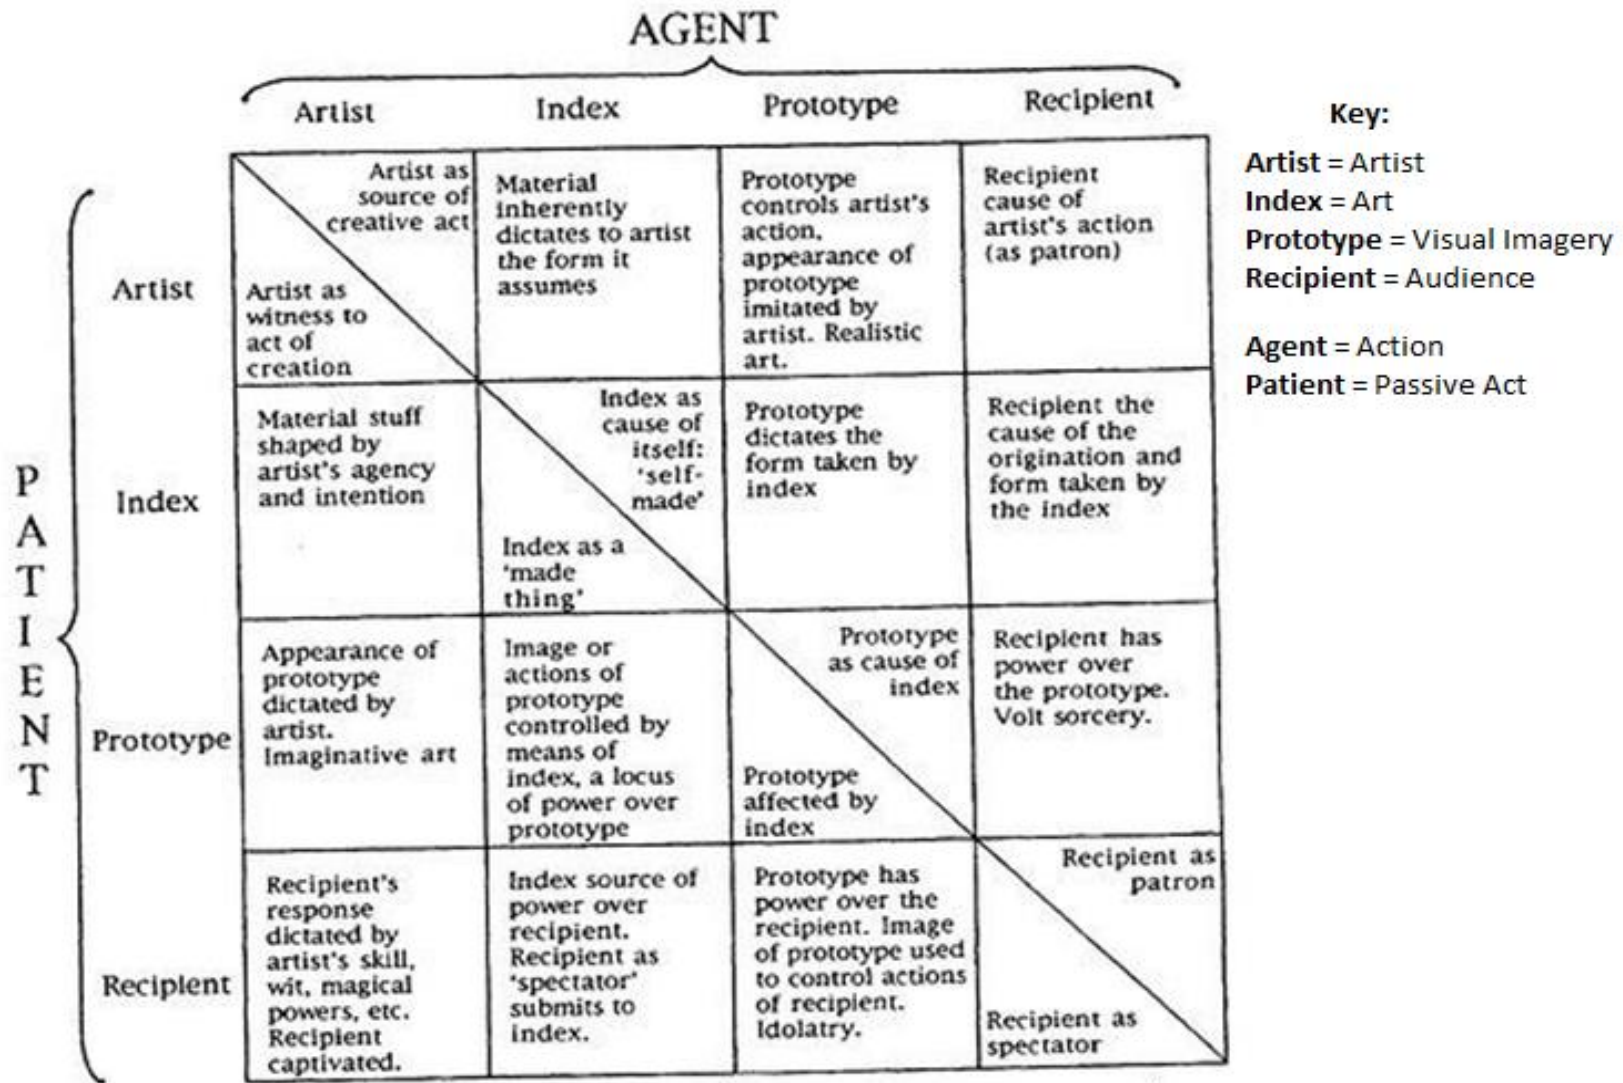 AGENT
Artist
Index
Prototype
Recipient
Key:
Artist = Artist
Index = Art
Prototype = Visual Imagery
Recipient = Audience
Agent = Action
Patient = Passive Act
PATIENT
Artist
Artist as
source of
creative act
Artist as
witness to
act of
creation
Material
inherently
dictates to artist
the form it
assumes
Prototype
controls artist's
action,
appearance of
prototype
imitated by
artist. Realistic
art.
Recipient
cause of
artist's action
(as patron)
Index
Material stuff
shaped by
artist's agency
and intention
Index as
cause of
itself:
'self-
made'
Index as a
'made
thing'
Prototype
dictates the
form taken by
index
Recipient the
cause of the
origination and
form taken by
the index
Prototype
Appearance of
prototype
dictated by
artist.
Imaginative art
Image or
actions of
prototype
controlled by
means of
index, a locus
of power over
prototype
Prototype
as cause of
index
Prototype
affected by
index
Recipient has
power over
the prototype.
Volt sorcery.
Recipient
Recipient's
response
dictated by
artist's skill,
wit, magical
powers, etc.
Recipient
captivated.
Index source of
power over
recipient.
Recipient as
'spectator'
submits to
index.
Prototype has
power over the
recipient. Image
of prototype used
to control actions
of recipient.
Idolatry.
Recipient as
patron
Recipient as
spectator